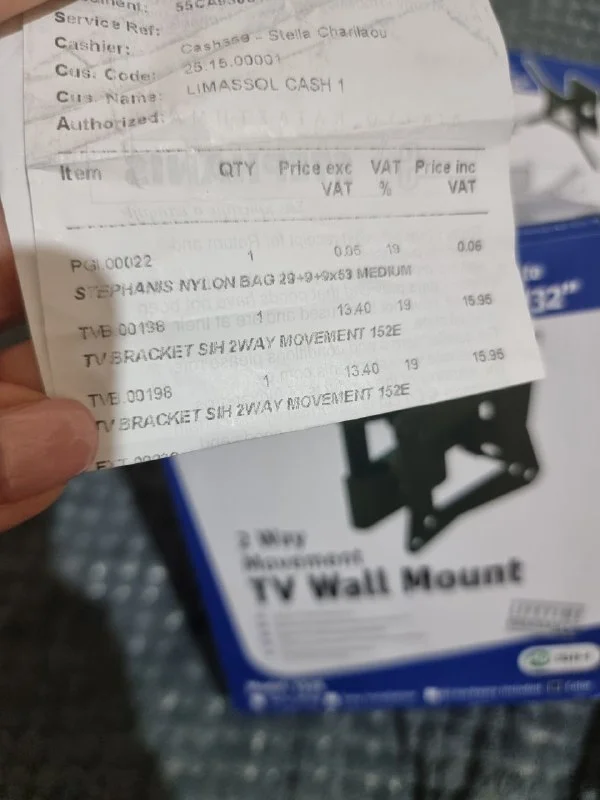 Service Ref:
Cashier: Cash559 - Stella Charilaou
Cus. Code: 25.15.00001
Cus. Name: LIMASSOL CASH 1
Authorized:
Item QTY Price exc VAT Price inc
VAT % VAT
PGI.00022 1 0.05 19 0.06
STEPHANIS NYLON BAG 29+9+9x53 MEDIUM
TVB.00198 1 13.40 19 15.95
TV BRACKET SIH 2WAY MOVEMENT 152E
TVB.00198 1 13.40 19 15.95
TV BRACKET SIH 2WAY MOVEMENT 152E
32"
2 Way
Movement
TV Wall Mount